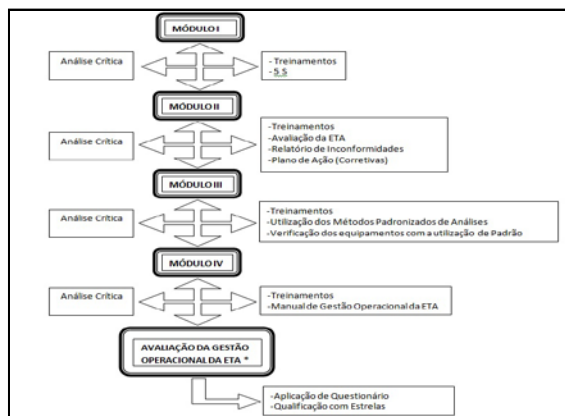 MÓDULO I
Análise Crítica
- Treinamentos
- 5 S
MÓDULO II
Análise Crítica
-Treinamentos
-Avaliação da ETA
-Relatório de Inconformidades
-Plano de Ação (Corretivas)
MÓDULO III
Análise Crítica
-Treinamentos
-Utilização dos Métodos Padronizados de Análises
-Verificação dos equipamentos com a utilização de Padrão
MÓDULO IV
Análise Crítica
-Treinamentos
-Manual de Gestão Operacional da ETA
AVALIAÇÃO DA GESTÃO
OPERACIONAL DA ETA *
-Aplicação de Questionário
-Qualificação com Estrelas